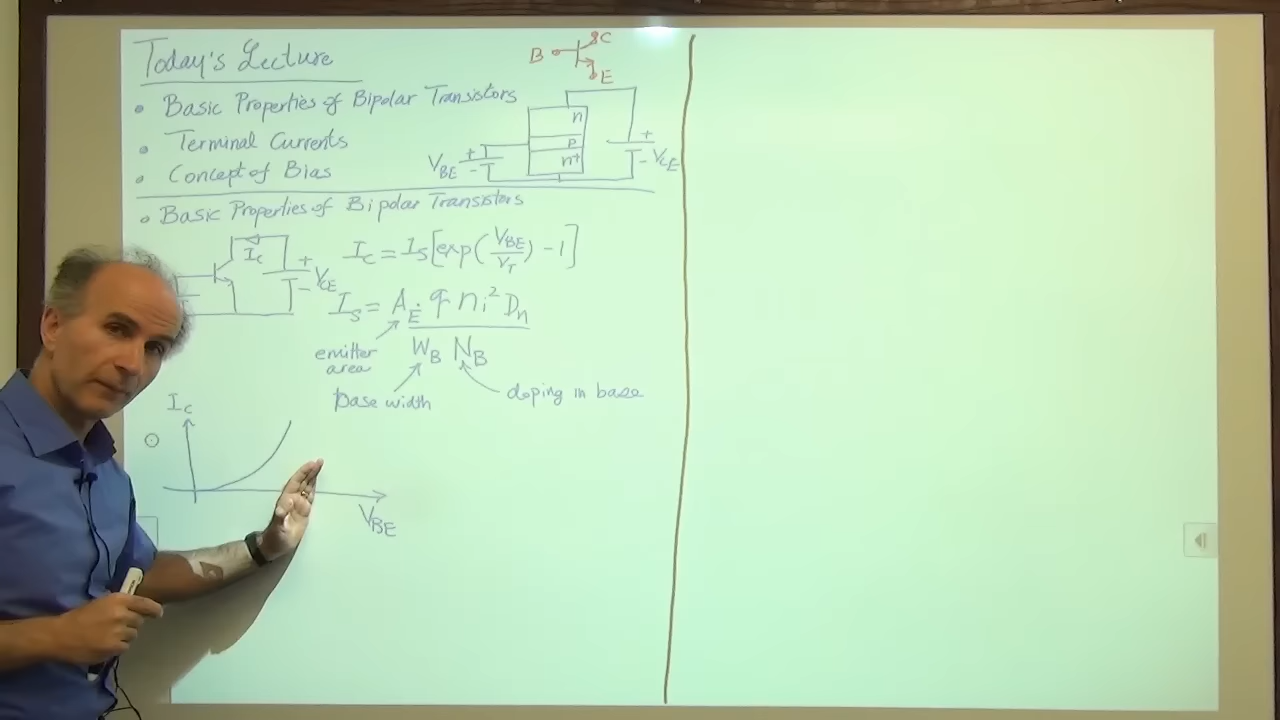 Today's Lecture
• Basic Properties of Bipolar Transistors
• Terminal Currents
• Concept of Bias
B C E
n
p
n+
VBE + -
+ - VCE
• Basic Properties of Bipolar Transistors
IC + - VCE
IC = IS [exp(VBE/VT) - 1]
IS = AE q ni² Dn / WB NB
emitter area
base width
doping in base
IC
VBE